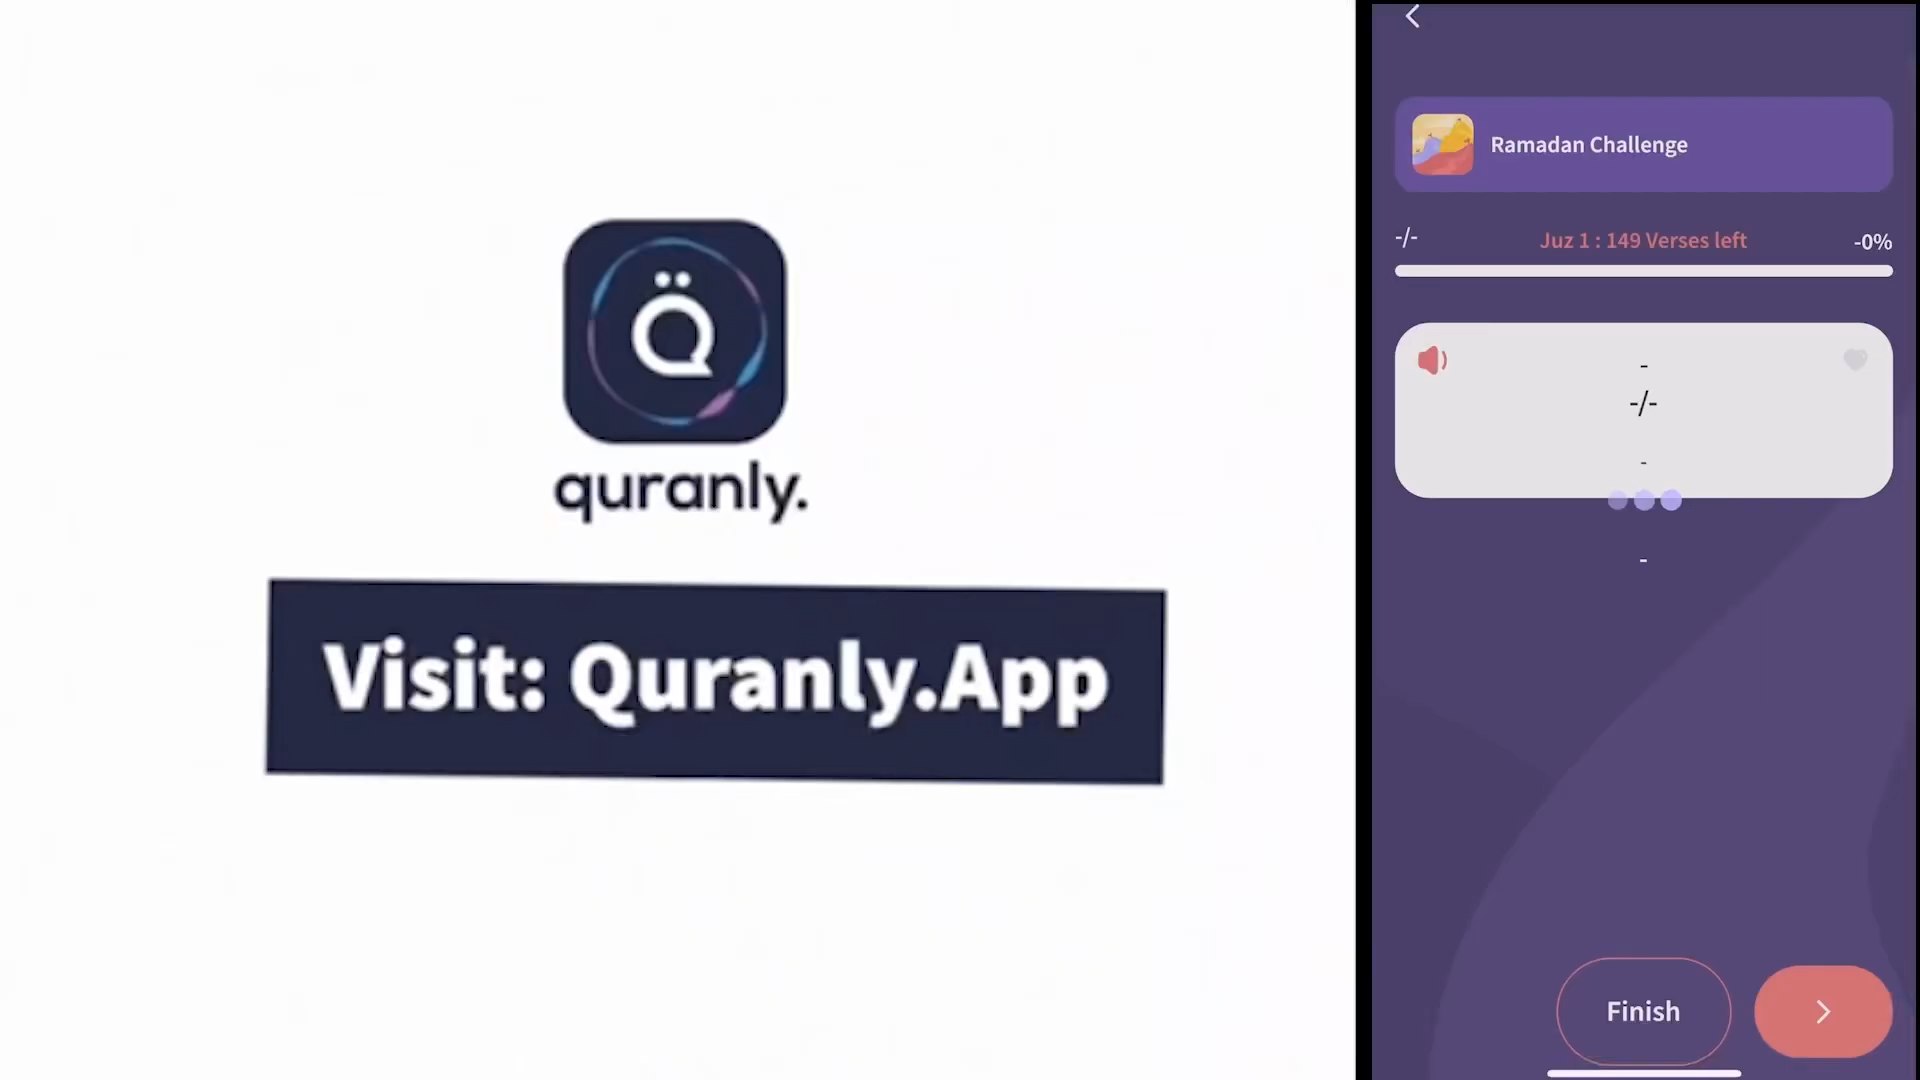 Q̈
quranly.
Visit: Quranly.App
Ramadan Challenge
-/-
Juz 1 : 149 Verses left
-0%
-
-/-
-
-
Finish